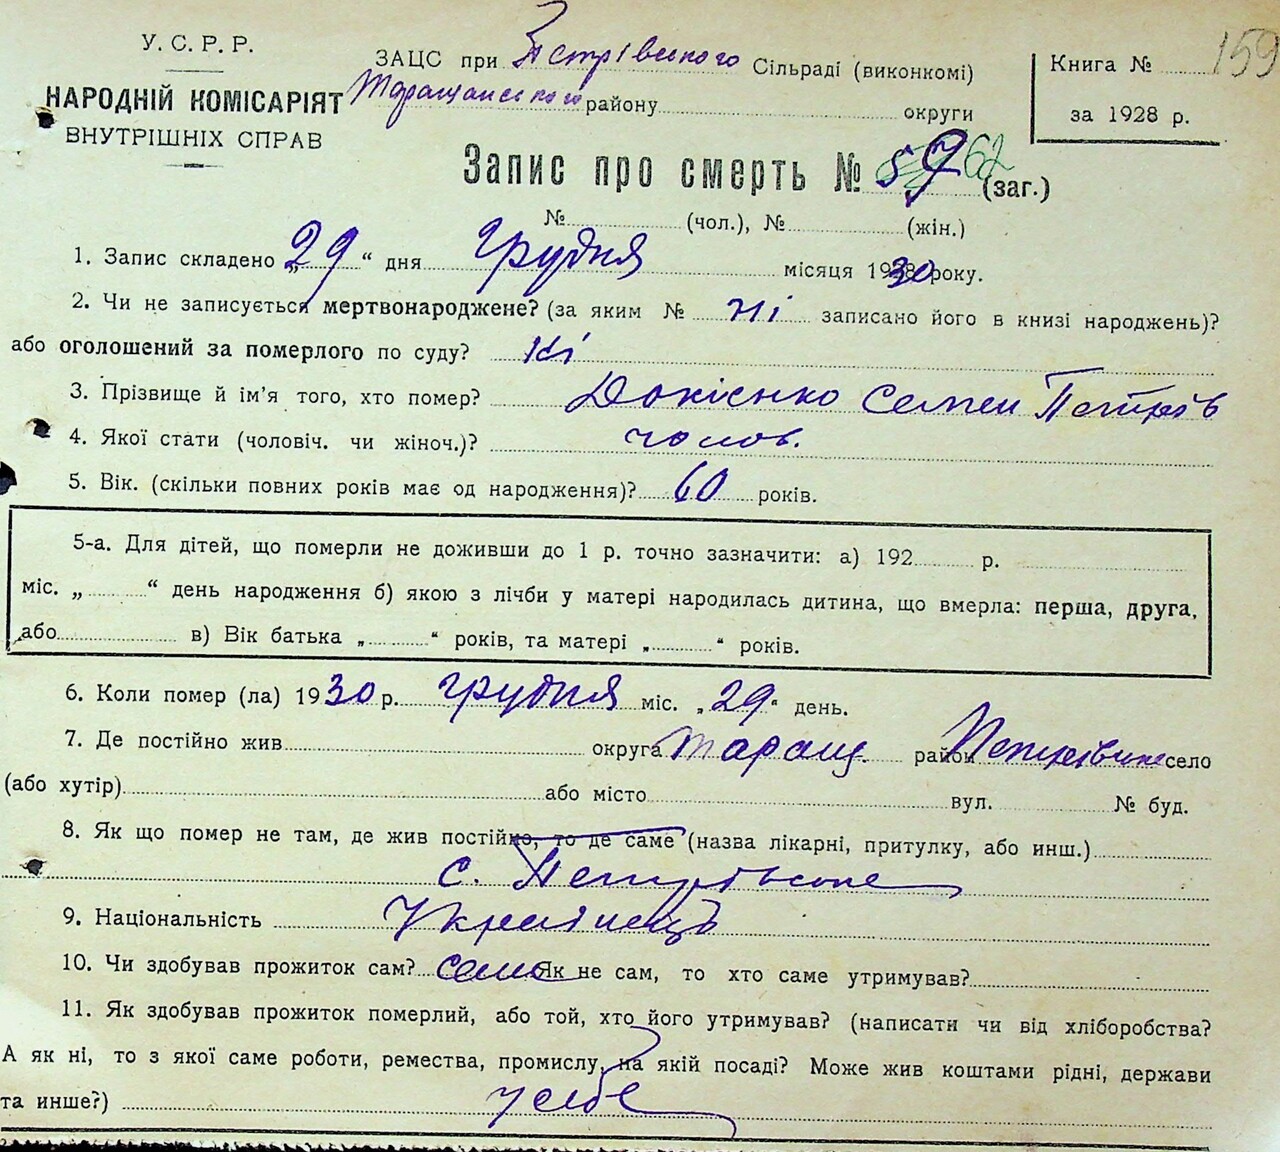 У. С. Р. Р.
НАРОДНІЙ КОМІСАРІЯТ
ВНУТРІШНІХ СПРАВ
ЗАЦС при Петрівського Сільраді (виконкомі)
Таращанського району округи
Книга № 159
за 1928 р.
Запис про смерть № 59 62 (заг.)
№ (чол.), № (жін.)
1. Запис складено „29“ дня грудня місяця 1930 року.
2. Чи не записується мертвонароджене? (за яким № ні записано його в книзі народжень)?
або оголошений за померлого по суду? ні
3. Прізвище й ім’я того, хто помер? Семен Петрів
4. Якої стати (чоловіч. чи жіноч.)? чолов.
5. Вік. (скільки повних років має од народження)? 60 років.
5-а. Для дітей, що померли не доживши до 1 р. точно зазначити: а) 192 р.
міс. „ “ день народження б) якою з лічби у матері народилась дитина, що вмерла: перша, друга,
або в) Вік батька „ “ років, та матері „ “ років.
6. Коли помер (ла) 1930 р. грудня міс. „29“ день.
7. Де постійно жив округа Таращ. район Петрівське село
(або хутір) або місто вул. № буд.
8. Як що помер не там, де жив постійно, то де саме (назва лікарні, притулку, або инш.)
с. Петрівське
9. Національність Українець
10. Чи здобував прожиток сам? сам Як не сам, то хто саме утримував?
11. Як здобував прожиток померлий, або той, хто його утримував? (написати чи від хліборобства?
А як ні, то з якої саме роботи, ремества, промислу, на якій посаді? Може жив коштами рідні, держави
та инше?) у себе